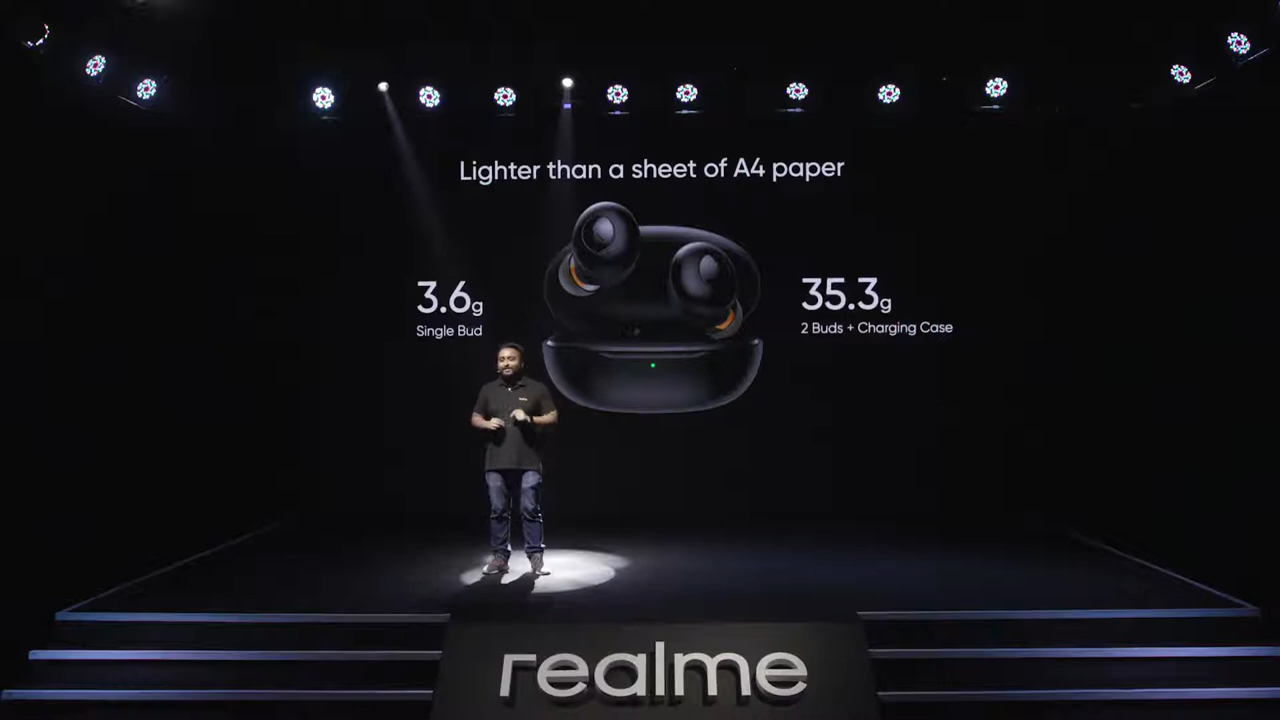 Lighter than a sheet of A4 paper
3.6g
Single Bud
35.3g
2 Buds + Charging Case
realme